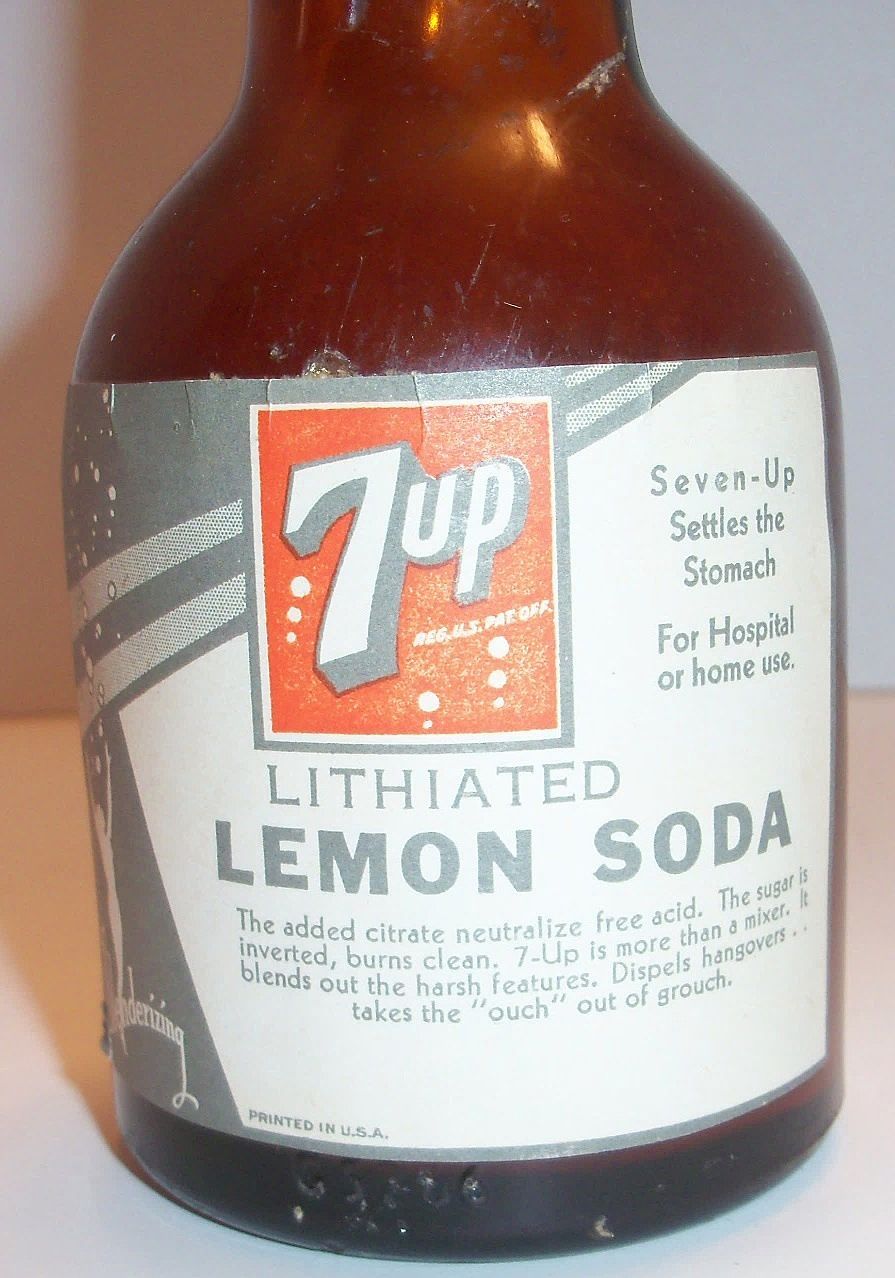 7up
REG. U.S. PAT. OFF.
Seven-Up
Settles the
Stomach
For Hospital
or home use.
LITHIATED
LEMON SODA
The added citrate neutralize free acid. The sugar is
inverted, burns clean. 7-Up is more than a mixer. It
blends out the harsh features. Dispels hangovers . .
takes the "ouch" out of grouch.
PRINTED IN U.S.A.